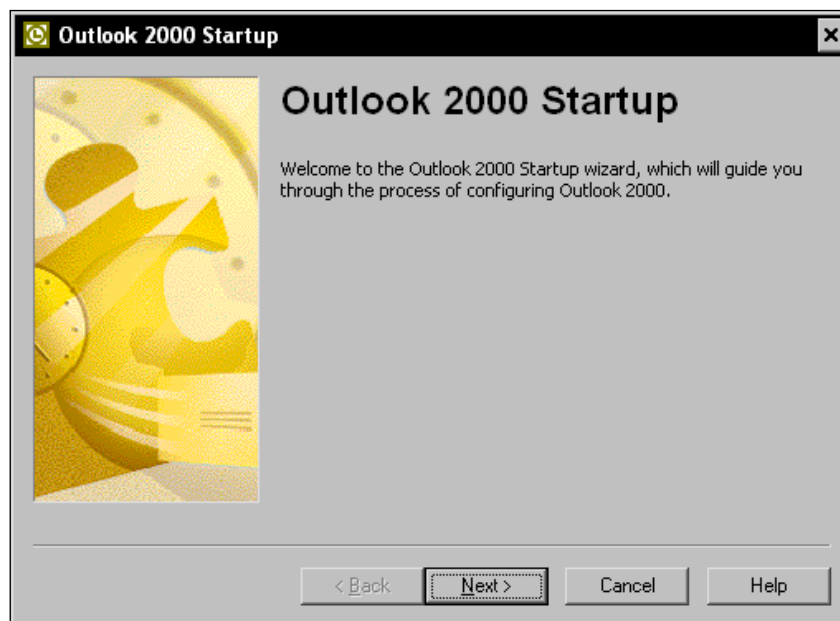 Outlook 2000 Startup
Outlook 2000 Startup
Welcome to the Outlook 2000 Startup wizard, which will guide you
through the process of configuring Outlook 2000.
< Back Next > Cancel Help